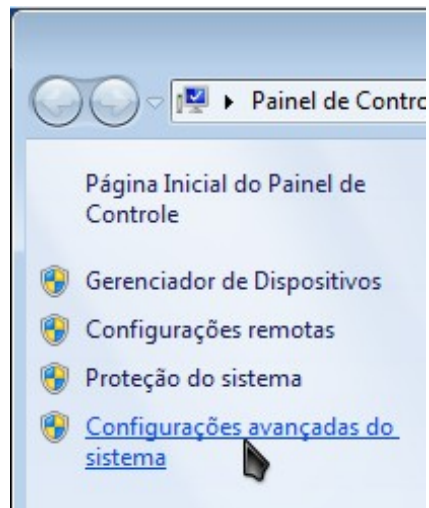 Painel de Contro
Página Inicial do Painel de
Controle
Gerenciador de Dispositivos
Configurações remotas
Proteção do sistema
Configurações avançadas do
sistema